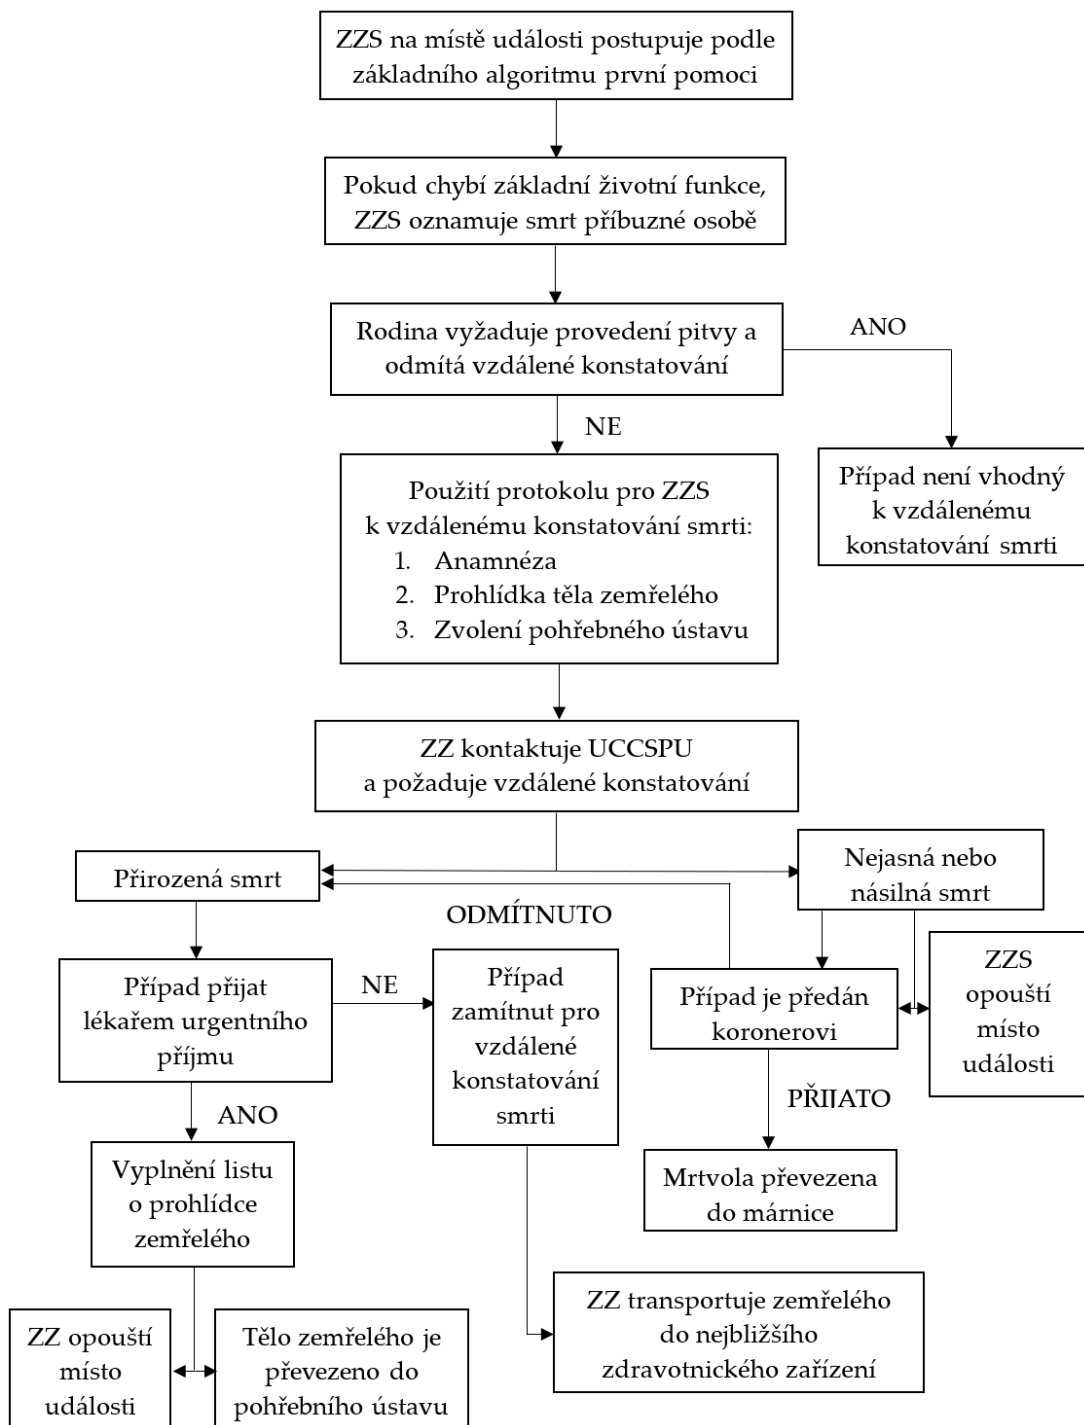 ZZS na místě události postupuje podle
základního algoritmu první pomoci
Pokud chybí základní životní funkce,
ZZS oznamuje smrt příbuzné osobě
Rodina vyžaduje provedení pitvy a
odmítá vzdálené konstatování
ANO
NE
Případ není vhodný
k vzdálenému
konstatování smrti
Použití protokolu pro ZZS
k vzdálenému konstatování smrti:
1. Anamnéza
2. Prohlídka těla zemřelého
3. Zvolení pohřebného ústavu
ZZ kontaktuje UCCSPU
a požaduje vzdálené konstatování
Přirozená smrt
Nejasná nebo
násilná smrt
ODMÍTNUTO
Případ přijat
lékařem urgentního
příjmu
NE
Případ
zamítnut pro
vzdálené
konstatování
smrti
Případ je předán
koronerovi
ZZS
opouští
místo
události
ANO
PŘIJATO
Vyplnění listu
o prohlídce
zemřelého
Mrtvola převezena
do márnice
ZZ opouští
místo
události
Tělo zemřelého je
převezeno do
pohřebního ústavu
ZZ transportuje zemřelého
do nejbližšího
zdravotnického zařízení